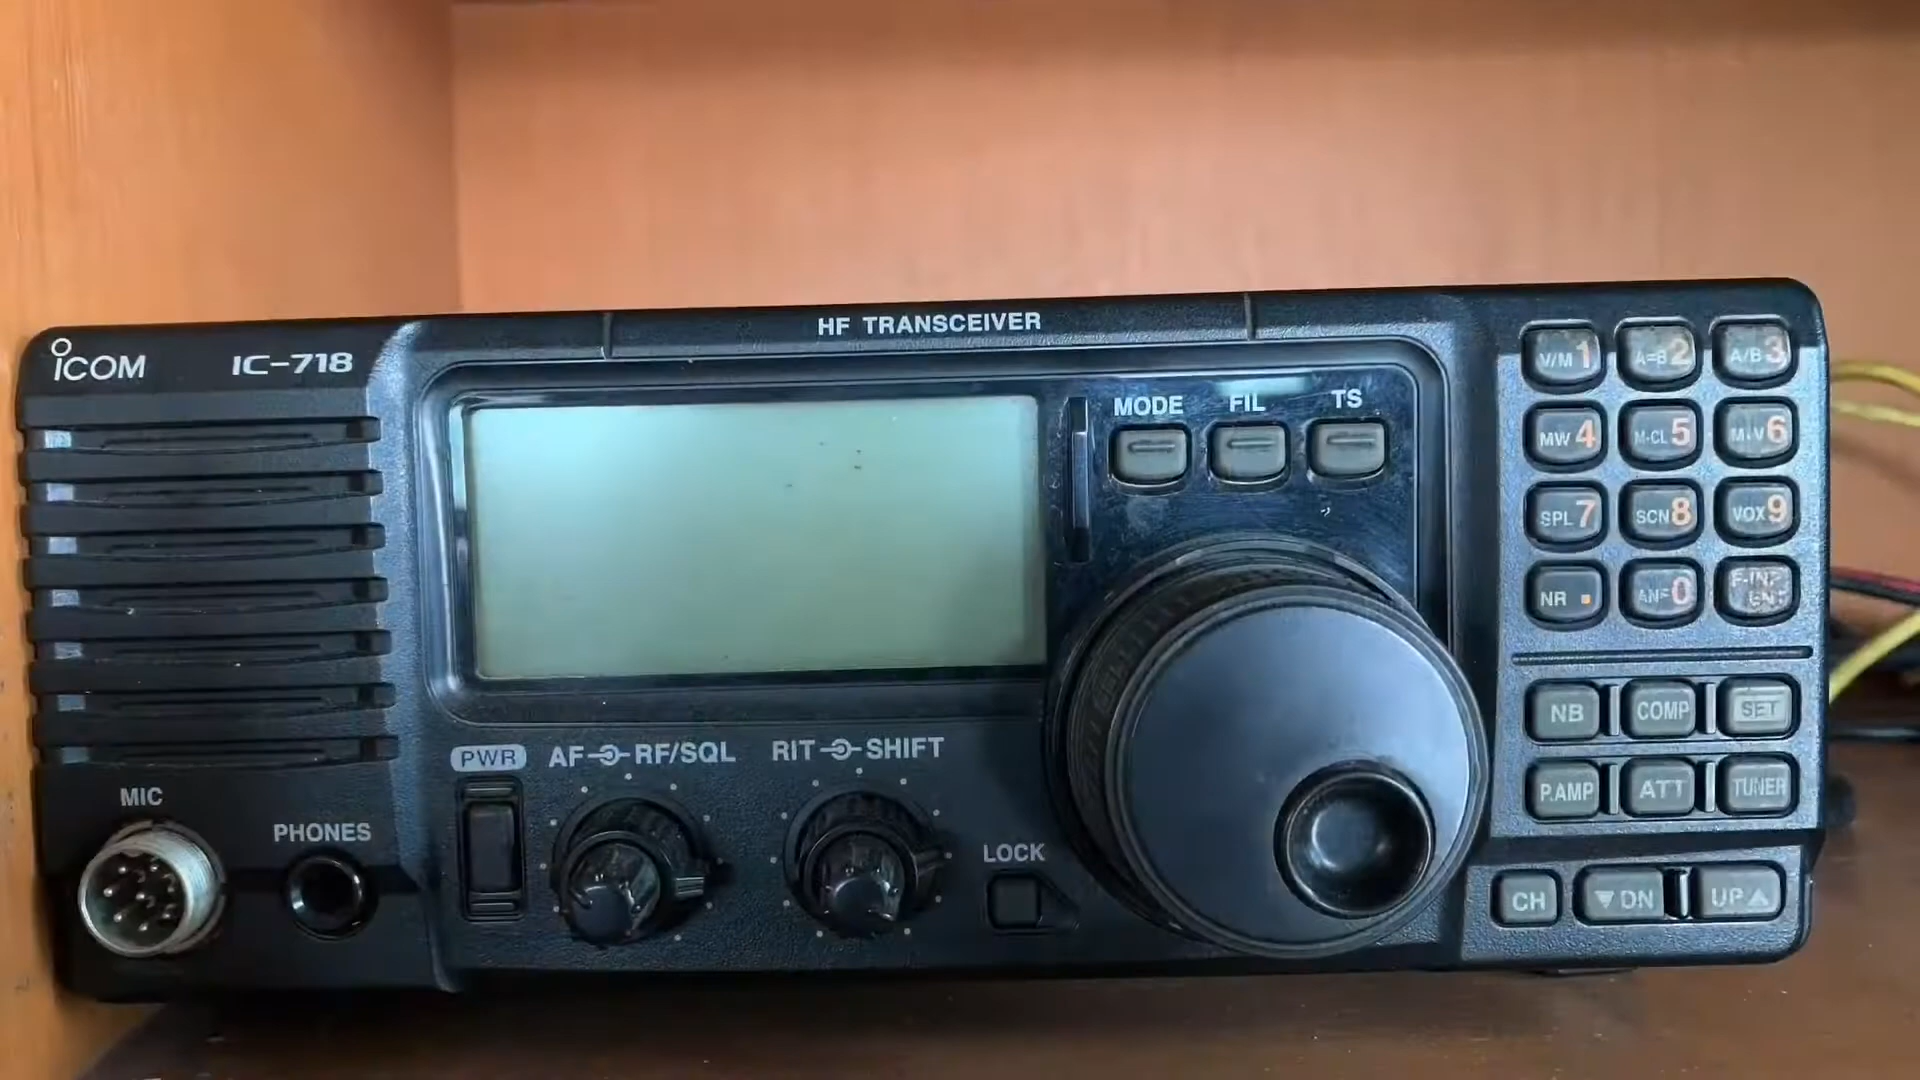 ICOM
IC-718
HF TRANSCEIVER
MODE
FIL
TS
V/M 1
A=B 2
A/B 3
MW 4
M-CL 5
M▸V 6
SPL 7
SCN 8
VOX 9
NR .
ANF 0
F-INP
ENT
NB
COMP
SET
P.AMP
ATT
TUNER
CH
▼DN
UP▲
PWR
AF
RF/SQL
RIT
SHIFT
LOCK
MIC
PHONES